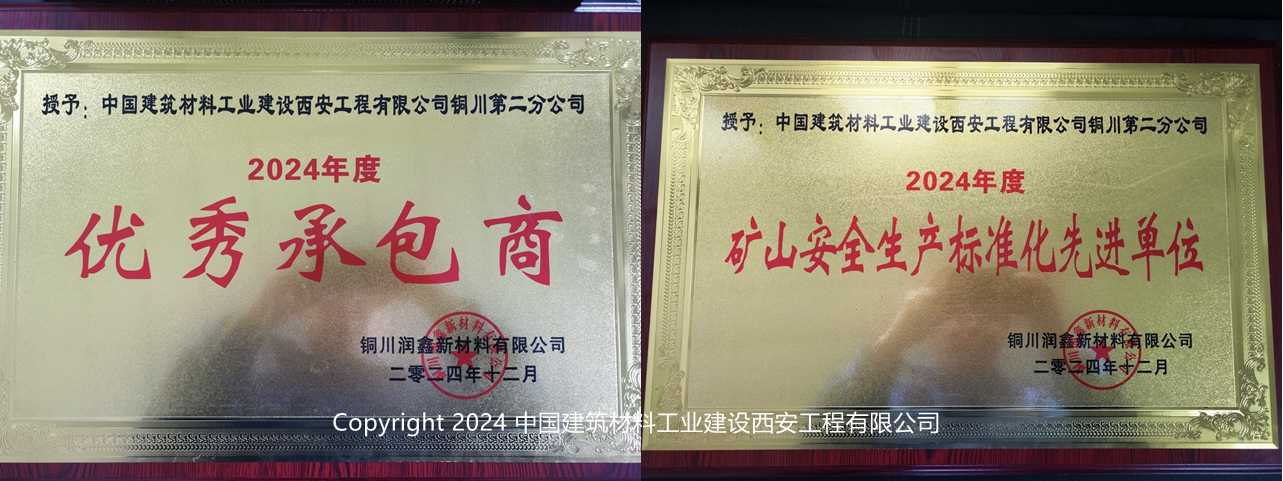 授予：中国建筑材料工业建设西安工程有限公司铜川第二分公司
2024年度
优秀承包商
铜川润鑫新材料有限公司
二零二四年十二月
授予：中国建筑材料工业建设西安工程有限公司铜川第二分公司
2024年度
矿山安全生产标准化先进单位
铜川润鑫新材料有限公司
二零二四年十二月
Copyright 2024 中国建筑材料工业建设西安工程有限公司